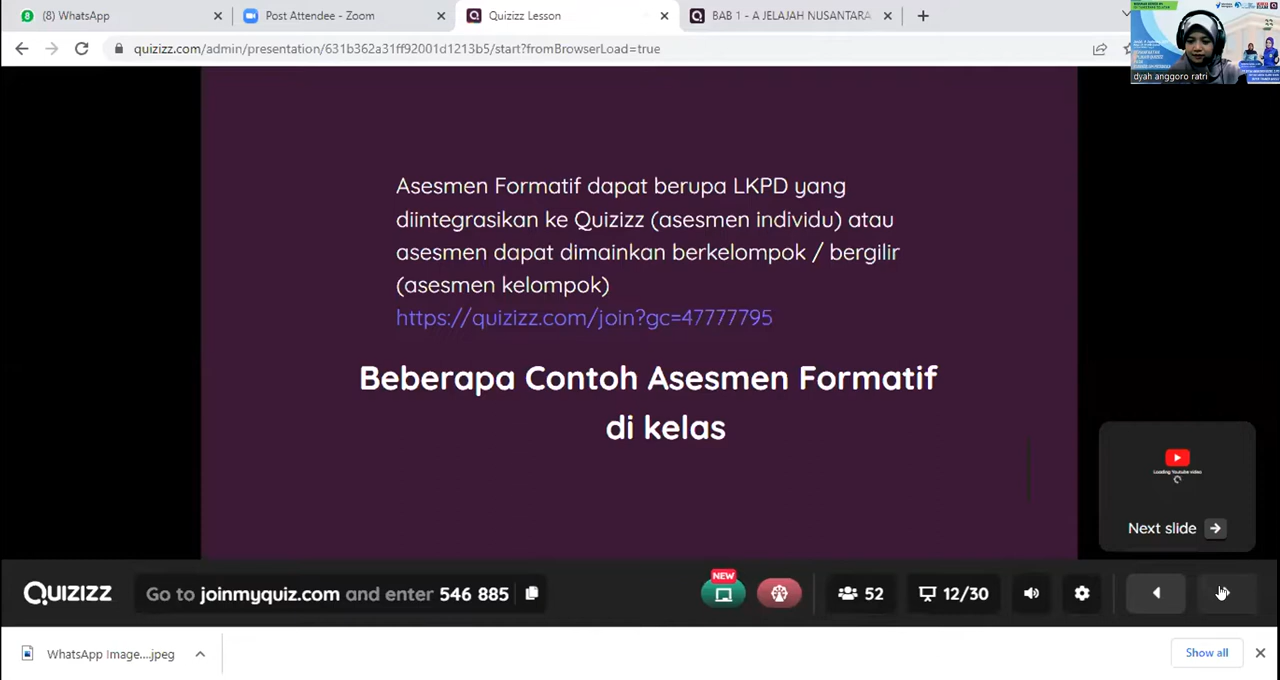 (8) WhatsApp
Post Attendee - Zoom
Quizizz Lesson
BAB 1 - A JELAJAH NUSANTARA
quizizz.com/admin/presentation/631b362a31ff92001d1213b5/start?fromBrowserLoad=true
dyah anggoro ratri
Asesmen Formatif dapat berupa LKPD yang
diintegrasikan ke Quizizz (asesmen individu) atau
asesmen dapat dimainkan berkelompok / bergilir
(asesmen kelompok)
https://quizizz.com/join?gc=47777795
Beberapa Contoh Asesmen Formatif
di kelas
Loading Youtube video
Next slide
QUIZIZZ
Go to joinmyquiz.com and enter 546 885
NEW
52
12/30
WhatsApp Image....jpeg
Show all